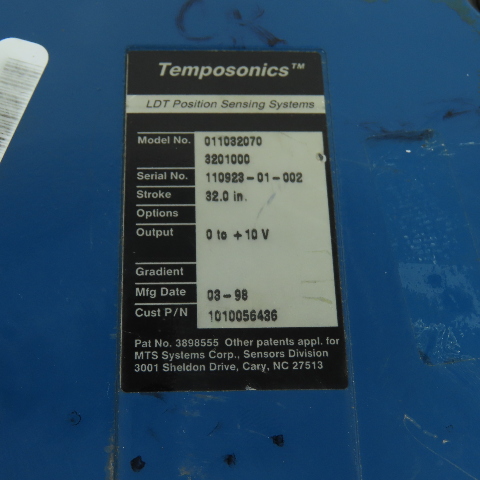 CR
Temposonics™
LDT Position Sensing Systems
Model No. 011032070
3201000
Serial No. 110923-01-002
Stroke 32.0 in.
Options
Output 0 to +10 V
Gradient
Mfg Date 03-98
Cust P/N 1010056436
Pat No. 3898555 Other patents appl. for
MTS Systems Corp., Sensors Division
3001 Sheldon Drive, Cary, NC 27513